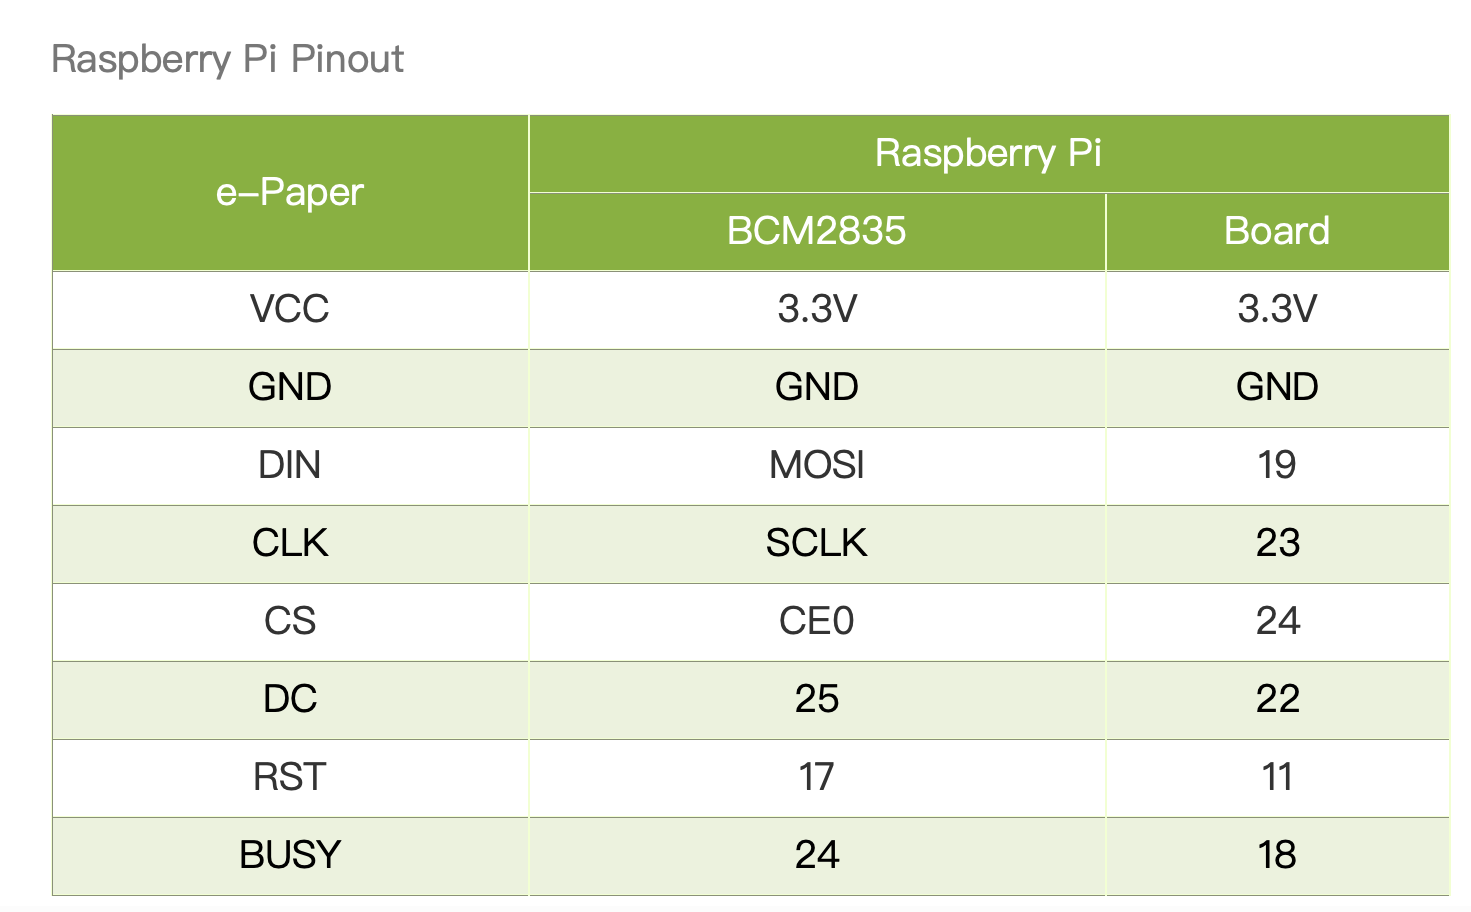 Raspberry Pi Pinout
e-Paper Raspberry Pi
BCM2835 Board
VCC 3.3V 3.3V
GND GND GND
DIN MOSI 19
CLK SCLK 23
CS CE0 24
DC 25 22
RST 17 11
BUSY 24 18